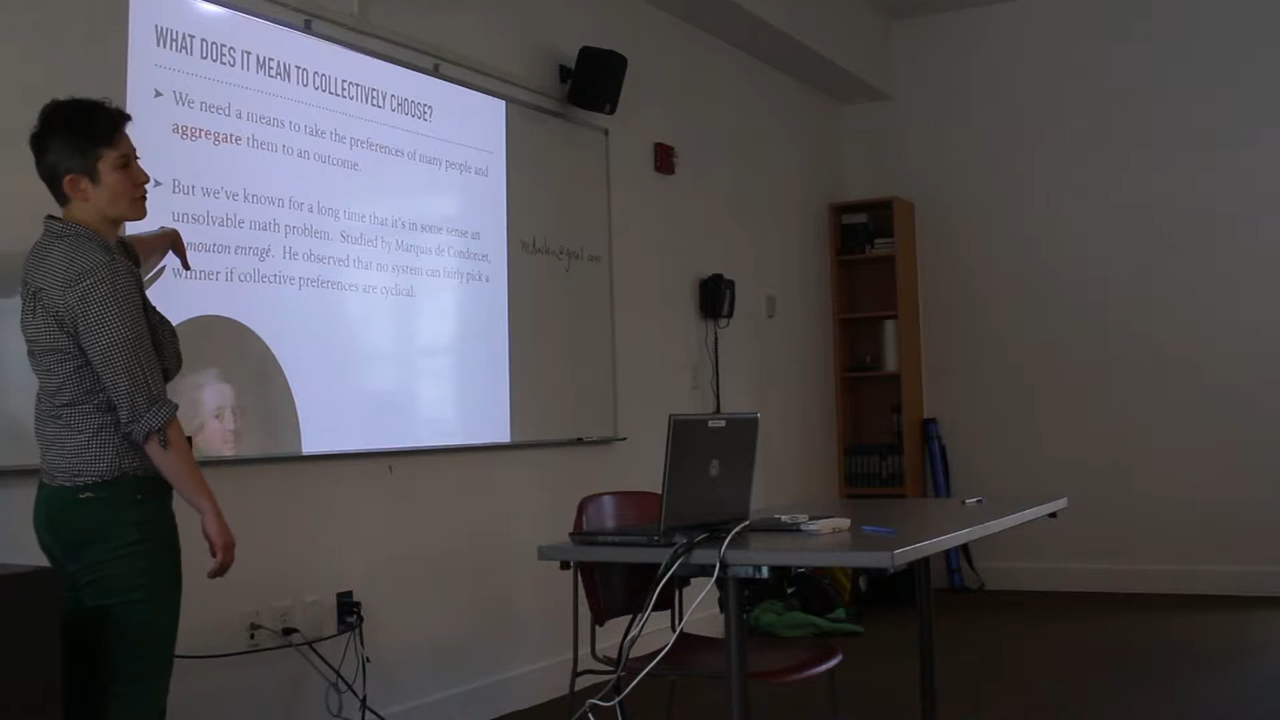 WHAT DOES IT MEAN TO COLLECTIVELY CHOOSE?
We need a means to take the preferences of many people and
aggregate them to an outcome.
But we've known for a long time that it's in some sense an
unsolvable math problem. Studied by Marquis de Condorcet,
mouton enragé. He observed that no system can fairly pick a
winner if collective preferences are cyclical.